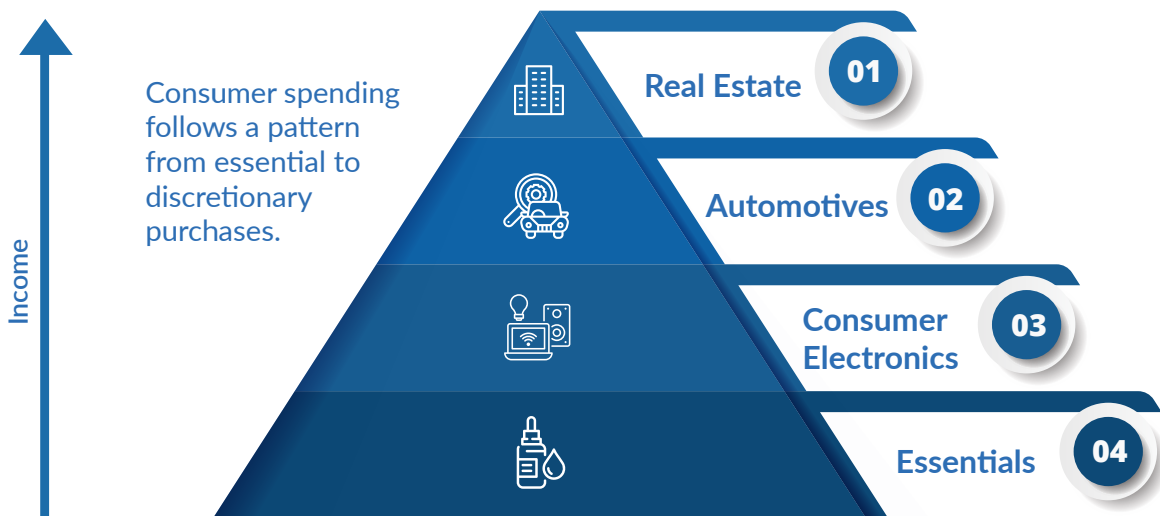 Consumer spending
follows a pattern
from essential to
discretionary
purchases.
Income
Real Estate
01
Automotives
02
Consumer
Electronics
03
Essentials
04